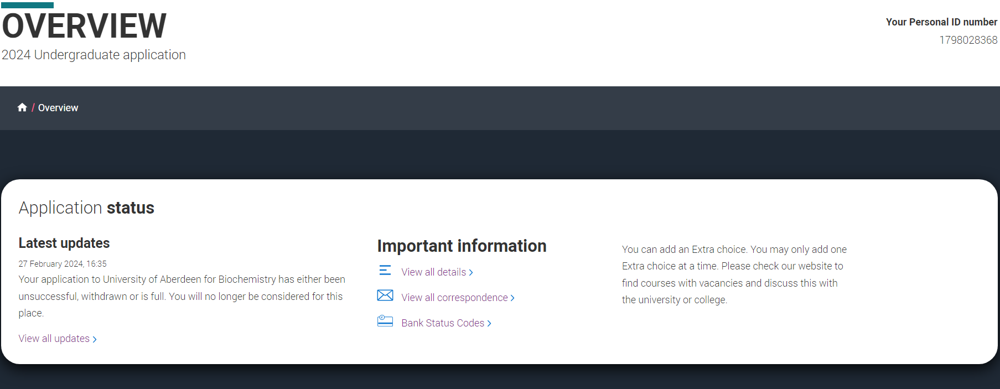 OVERVIEW
2024 Undergraduate application
Your Personal ID number
1798028368
/ Overview
Application status
Latest updates
27 February 2024, 16:35
Your application to University of Aberdeen for Biochemistry has either been
unsuccessful, withdrawn or is full. You will no longer be considered for this
place.
View all updates
Important information
View all details
View all correspondence
Bank Status Codes
You can add an Extra choice. You may only add one
Extra choice at a time. Please check our website to
find courses with vacancies and discuss this with
the university or college.